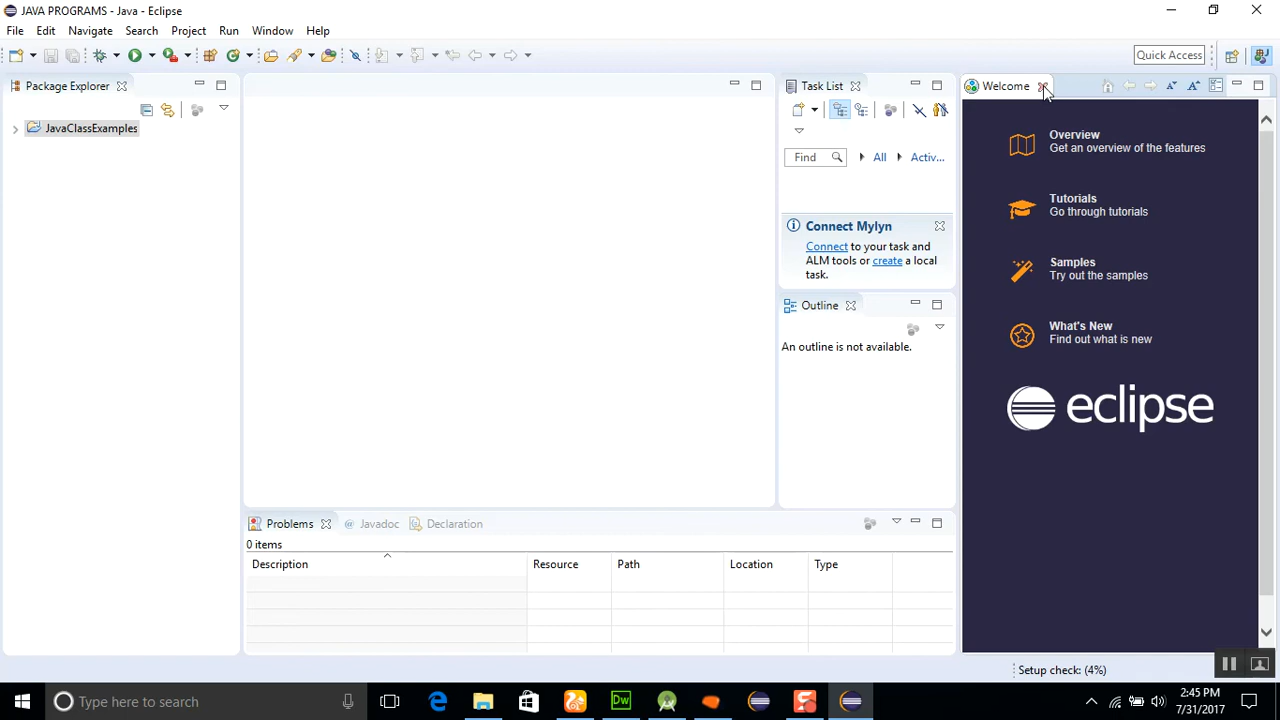 JAVA PROGRAMS - Java - Eclipse
File Edit Navigate Search Project Run Window Help
Quick Access
Package Explorer
JavaClassExamples
Task List
Find All Activ...
Connect Mylyn
Connect to your task and
ALM tools or create a local
task.
Outline
An outline is not available.
Welcome
Overview
Get an overview of the features
Tutorials
Go through tutorials
Samples
Try out the samples
What's New
Find out what is new
eclipse
Problems @ Javadoc Declaration
0 items
Description Resource Path Location Type
Setup check: (4%)
Type here to search
Dw
2:45 PM
7/31/2017